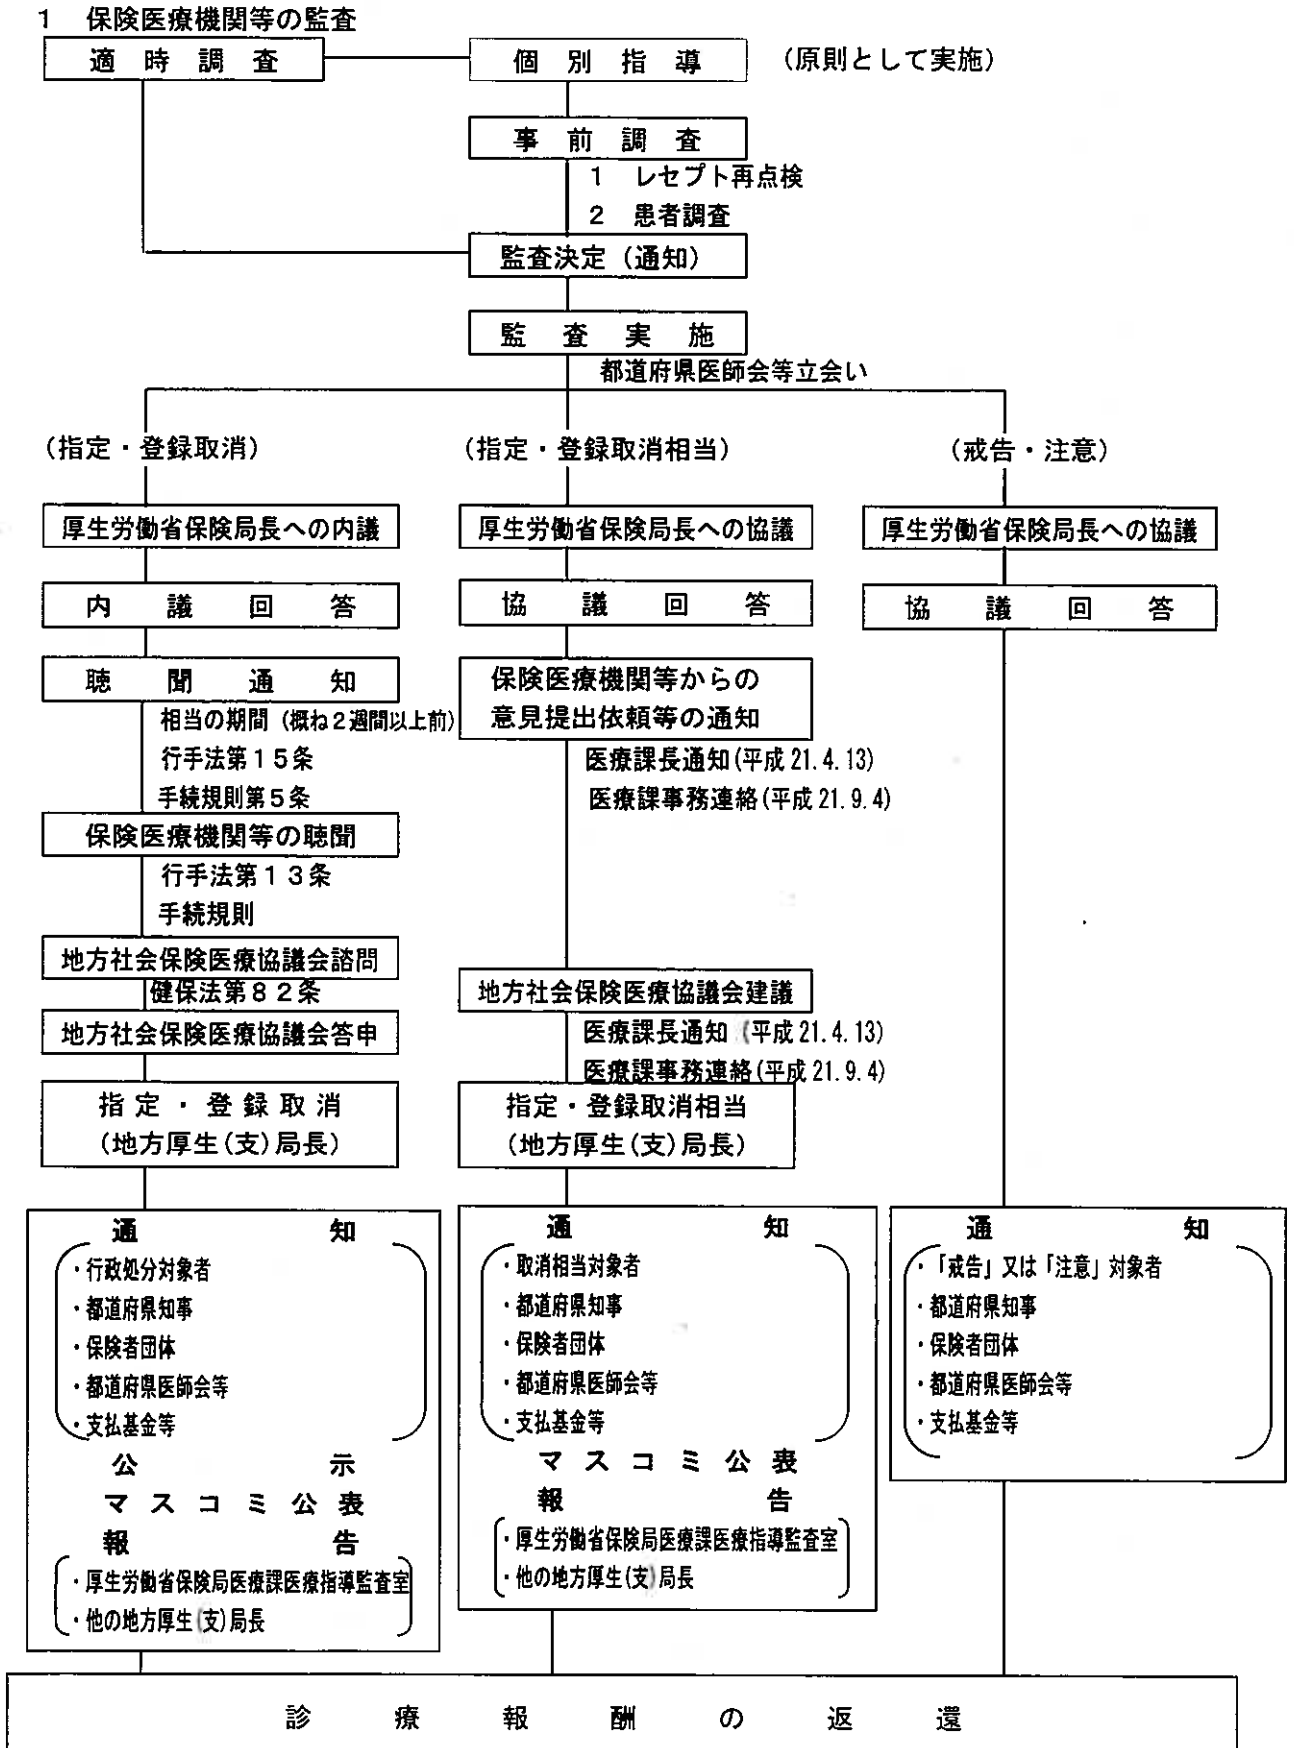 1　保険医療機関等の監査
適時調査
個別指導
(原則として実施)
事前調査
1　レセプト再点検
2　患者調査
監査決定（通知）
監査実施
都道府県医師会等立会い
(指定・登録取消)
(指定・登録取消相当)
(戒告・注意)
厚生労働省保険局長への内議
厚生労働省保険局長への協議
厚生労働省保険局長への協議
内議回答
協議回答
協議回答
聴聞通知
相当の期間（概ね２週間以上前）
行手法第１５条
手続規則第５条
保険医療機関等の聴聞
行手法第１３条
手続規則
地方社会保険医療協議会諮問
健保法第８２条
地方社会保険医療協議会答申
指定・登録取消
(地方厚生(支)局長)
保険医療機関等からの
意見提出依頼等の通知
医療課長通知(平成21.4.13)
医療課事務連絡(平成21.9.4)
地方社会保険医療協議会建議
医療課長通知（平成21.4.13)
医療課事務連絡(平成21.9.4)
指定・登録取消相当
(地方厚生(支)局長)
通知
・行政処分対象者
・都道府県知事
・保険者団体
・都道府県医師会等
・支払基金等
公示
マスコミ公表
報告
・厚生労働省保険局医療課医療指導監査室
・他の地方厚生(支)局長
通知
・取消相当対象者
・都道府県知事
・保険者団体
・都道府県医師会等
・支払基金等
マスコミ公表
報告
・厚生労働省保険局医療課医療指導監査室
・他の地方厚生(支)局長
通知
・「戒告」又は「注意」対象者
・都道府県知事
・保険者団体
・都道府県医師会等
・支払基金等
診療報酬の返還